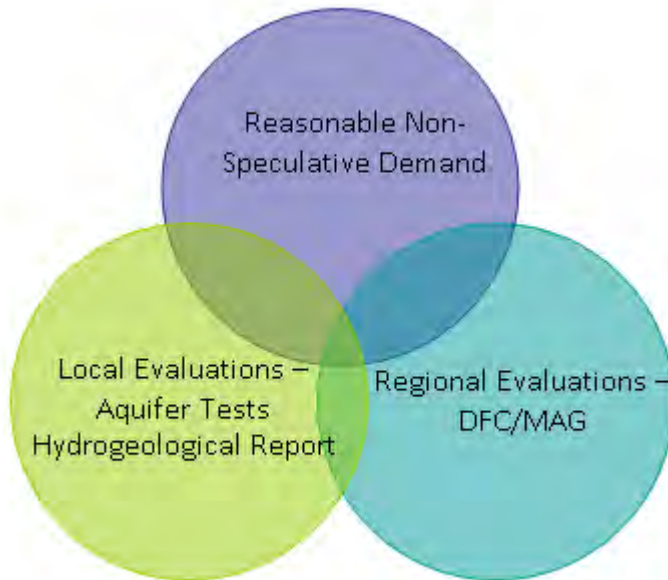 Reasonable Non-
Speculative Demand
Local Evaluations –
Aquifer Tests
Hydrogeological Report
Regional Evaluations –
DFC/MAG